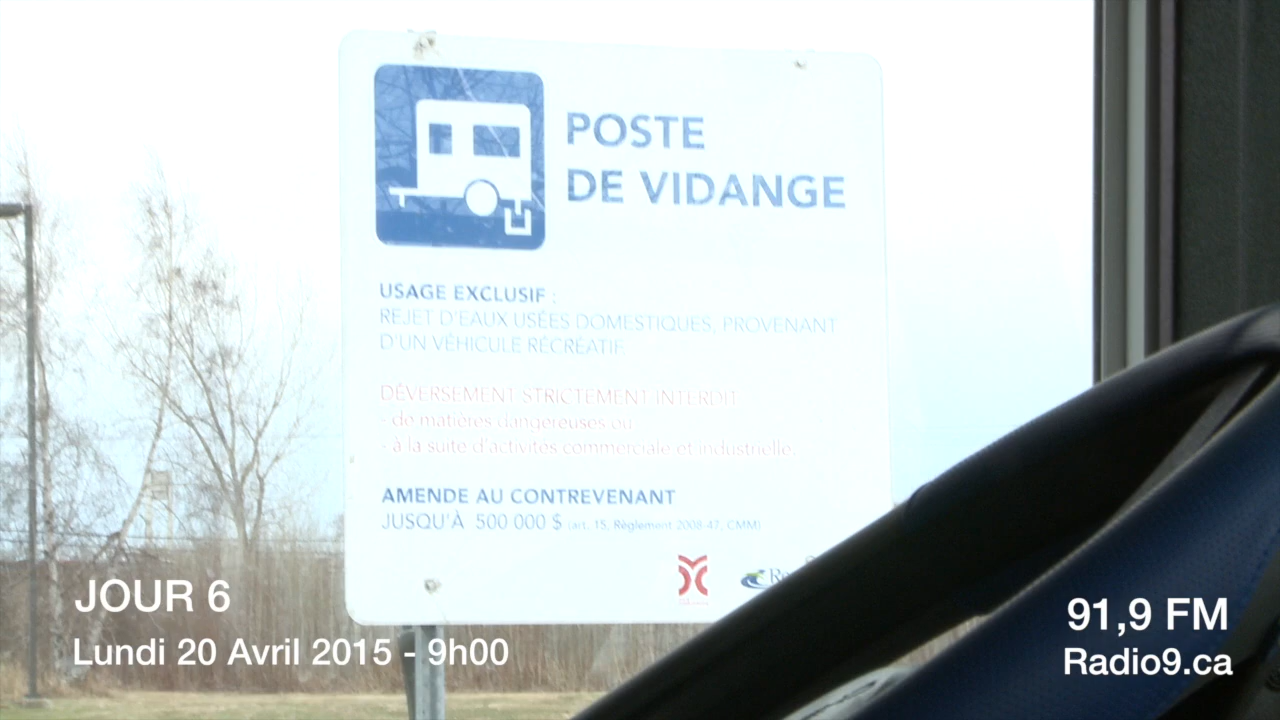 POSTE
DE VIDANGE
USAGE EXCLUSIF :
REJET D'EAUX USÉES DOMESTIQUES, PROVENANT
D'UN VÉHICULE RÉCRÉATIF.
DÉVERSEMENT STRICTEMENT INTERDIT
- de matières dangereuses ou
- à la suite d'activités commerciale et industrielle.
AMENDE AU CONTREVENANT
JUSQU'À 500 000 $ (art. 15, Règlement 2008-47, CMM)
JOUR 6
Lundi 20 Avril 2015 - 9h00
91,9 FM
Radio9.ca